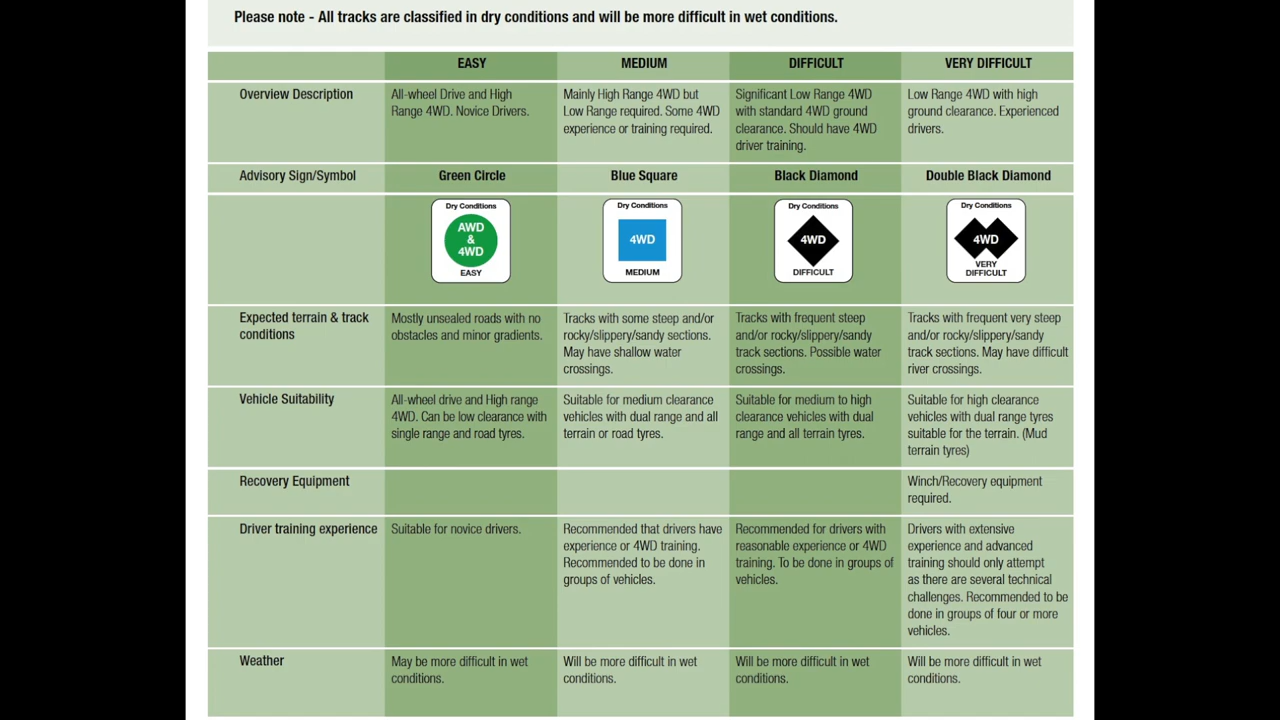 Please note - All tracks are classified in dry conditions and will be more difficult in wet conditions.
EASY
MEDIUM
DIFFICULT
VERY DIFFICULT
Overview Description
All-wheel Drive and High
Range 4WD. Novice Drivers.
Mainly High Range 4WD but
Low Range required. Some 4WD
experience or training required.
Significant Low Range 4WD
with standard 4WD ground
clearance. Should have 4WD
driver training.
Low Range 4WD with high
ground clearance. Experienced
drivers.
Advisory Sign/Symbol
Green Circle
Blue Square
Black Diamond
Double Black Diamond
Dry Conditions
AWD
&
4WD
EASY
Dry Conditions
4WD
MEDIUM
Dry Conditions
4WD
DIFFICULT
Dry Conditions
4WD
VERY
DIFFICULT
Expected terrain & track
conditions
Mostly unsealed roads with no
obstacles and minor gradients.
Tracks with some steep and/or
rocky/slippery/sandy sections.
May have shallow water
crossings.
Tracks with frequent steep
and/or rocky/slippery/sandy
track sections. Possible water
crossings.
Tracks with frequent very steep
and/or rocky/slippery/sandy
track sections. May have difficult
river crossings.
Vehicle Suitability
All-wheel drive and High range
4WD. Can be low clearance with
single range and road tyres.
Suitable for medium clearance
vehicles with dual range and all
terrain or road tyres.
Suitable for medium to high
clearance vehicles with dual
range and all terrain tyres.
Suitable for high clearance
vehicles with dual range tyres
suitable for the terrain. (Mud
terrain tyres)
Recovery Equipment
Winch/Recovery equipment
required.
Driver training experience
Suitable for novice drivers.
Recommended that drivers have
experience or 4WD training.
Recommended to be done in
groups of vehicles.
Recommended for drivers with
reasonable experience or 4WD
training. To be done in groups of
vehicles.
Drivers with extensive
experience and advanced
training should only attempt
as there are several technical
challenges. Recommended to be
done in groups of four or more
vehicles.
Weather
May be more difficult in wet
conditions.
Will be more difficult in wet
conditions.
Will be more difficult in wet
conditions.
Will be more difficult in wet
conditions.